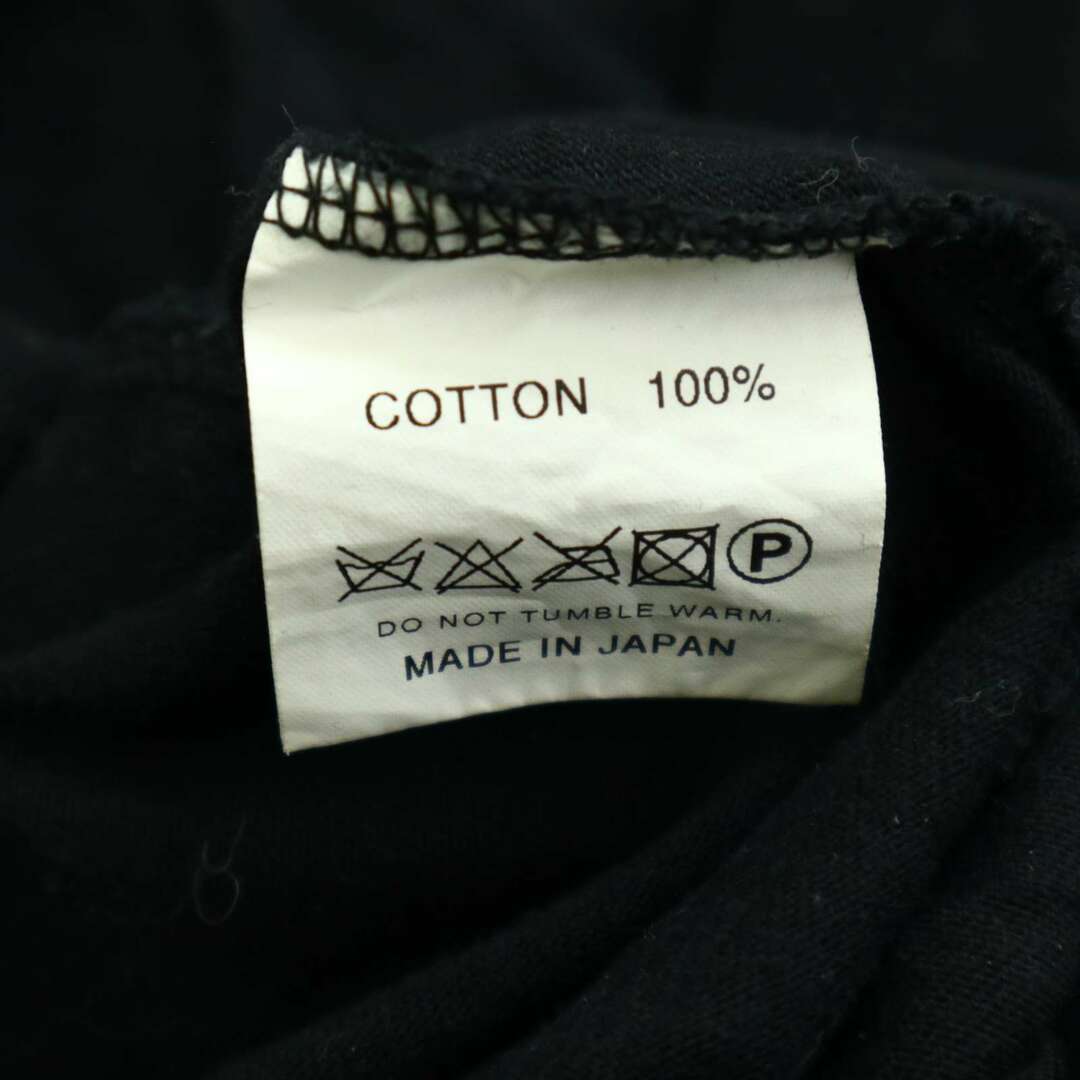 COTTON 100%
P
DO NOT TUMBLE WARM.
MADE IN JAPAN